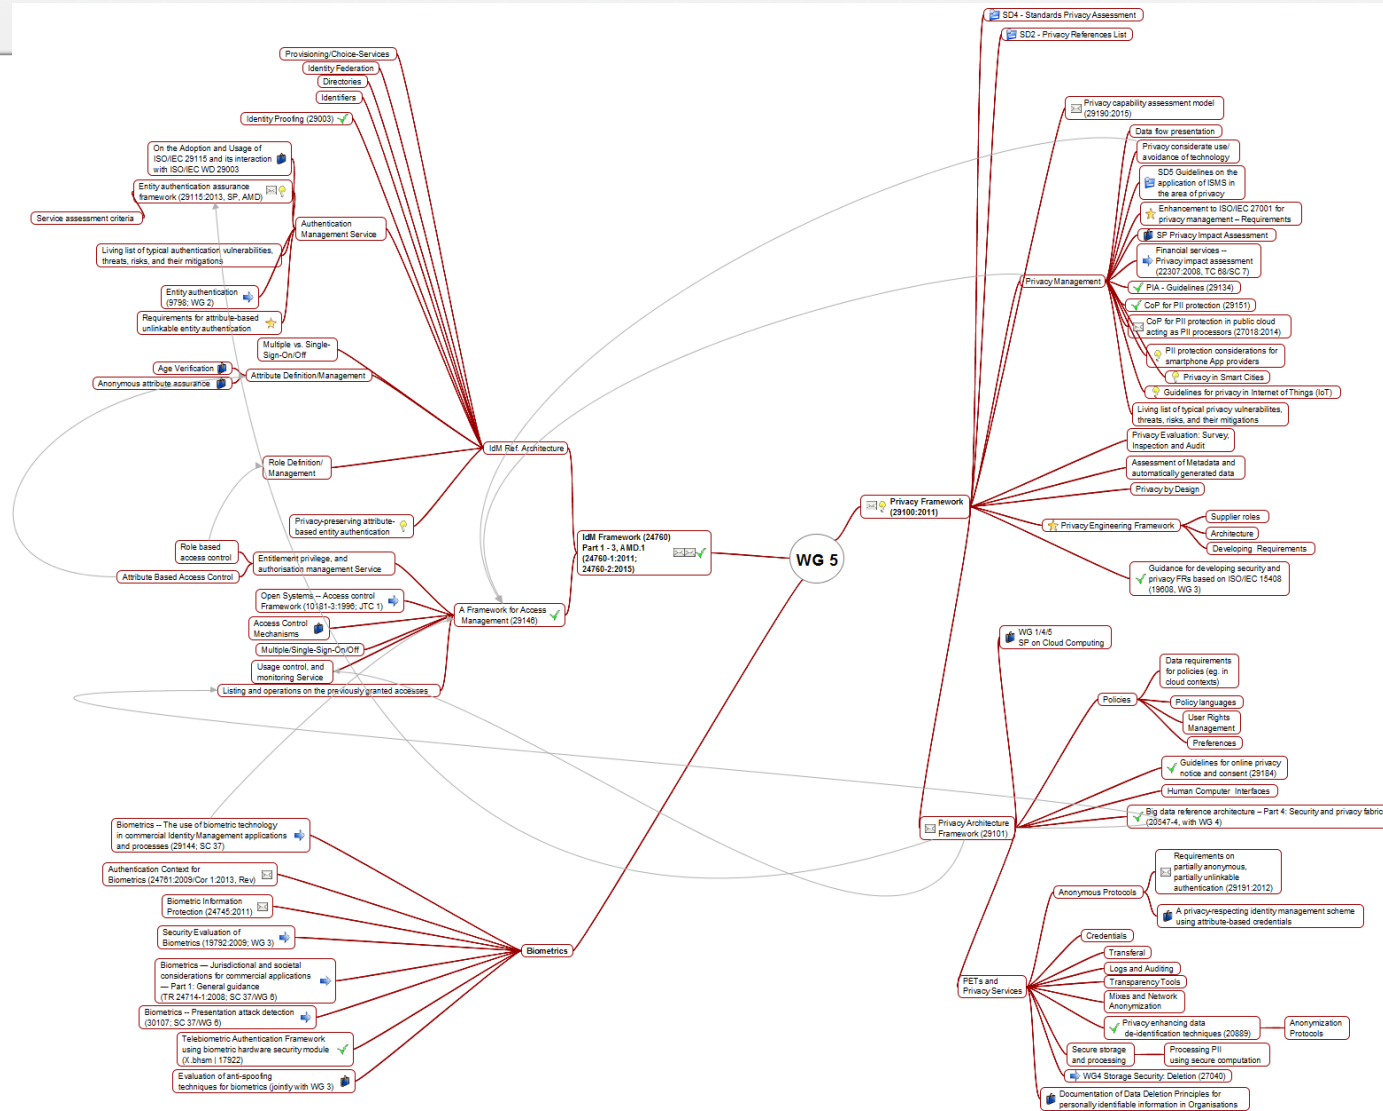 SD4 - Standards Privacy Assessment
SD2 - Privacy References List
Provisioning/Choice-Services
Identity Federation
Directories
Identifiers
Identity Proofing (29003)
On the Adoption and Usage of
ISO/IEC 29115 and its interaction
with ISO/IEC WD 29003
Entity authentication assurance
framework (29115:2013, SP, AMD)
Service assessment criteria
Authentication
Management Service
Living list of typical authentication vulnerabilities,
threats, risks, and their mitigations
Entity authentication
(9798; WG 2)
Requirements for attribute-based
unlinkable entity authentication
Multiple vs. Single-
Sign-On/Off
Age Verification
Anonymous attribute assurance
Attribute Definition/Management
IdM Ref. Architecture
Role Definition/
Management
Privacy-preserving attribute-
based entity authentication
Role based
access control
Attribute Based Access Control
Entitlement privilege, and
authorisation management Service
Open Systems -- Access control
Framework (10181-3:1996; JTC 1)
Access Control
Mechanisms
Multiple/Single-Sign-On/Off
Usage control, and
monitoring Service
Listing and operations on the previously granted accesses
A Framework for Access
Management (29146)
IdM Framework (24760)
Part 1 - 3, AMD.1
(24760-1:2011;
24760-2:2015)
WG 5
Biometrics -- The use of biometric technology
in commercial Identity Management applications
and processes (29144; SC 37)
Authentication Context for
Biometrics (24761:2009/Cor 1:2013, Rev)
Biometric Information
Protection (24745:2011)
Security Evaluation of
Biometrics (19792:2009; WG 3)
Biometrics — Jurisdictional and societal
considerations for commercial applications
— Part 1: General guidance
(TR 24714-1:2008; SC 37/WG 6)
Biometrics -- Presentation attack detection
(30107; SC 37/WG 6)
Telebiometric Authentication Framework
using biometric hardware security module
(X.bhsm | 17922)
Evaluation of anti-spoofing
techniques for biometrics (jointly with WG 3)
Biometrics
Privacy Framework
(29100:2011)
Privacy capability assessment model
(29190:2015)
Data flow presentation
Privacy considerate use/
avoidance of technology
SD5 Guidelines on the
application of ISMS in
the area of privacy
Enhancement to ISO/IEC 27001 for
privacy management – Requirements
SP Privacy Impact Assessment
Financial services --
Privacy impact assessment
(22307:2008, TC 68/SC 7)
Privacy Management
PIA - Guidelines (29134)
CoP for PII protection (29151)
CoP for PII protection in public cloud
acting as PII processors (27018:2014)
PII protection considerations for
smartphone App providers
Privacy in Smart Cities
Guidelines for privacy in Internet of Things (IoT)
Living list of typical privacy vulnerabilites,
threats, risks, and their mitigations
Privacy Evaluation: Survey,
Inspection and Audit
Assessment of Metadata and
automatically generated data
Privacy by Design
Privacy Engineering Framework
Supplier roles
Architecture
Developing Requirements
Guidance for developing security and
privacy FRs based on ISO/IEC 15408
(19608, WG 3)
WG 1/4/5
SP on Cloud Computing
Policies
Data requirements
for policies (eg. in
cloud contexts)
Policy languages
User Rights
Management
Preferences
Guidelines for online privacy
notice and consent (29184)
Human Computer Interfaces
Big data reference architecture – Part 4: Security and privacy fabric
(20547-4, with WG 4)
Privacy Architecture
Framework (29101)
Anonymous Protocols
Requirements on
partially anonymous,
partially unlinkable
authentication (29191:2012)
A privacy-respecting identity management scheme
using attribute-based credentials
Credentials
Transferal
Logs and Auditing
Transparency Tools
Mixes and Network
Anonymization
PETs and
Privacy Services
Privacy enhancing data
de-identification techniques (20889)
Anonymization
Protocols
Secure storage
and processing
Processing PII
using secure computation
WG4 Storage Security: Deletion (27040)
Documentation of Data Deletion Principles for
personally identifiable information in Organisations